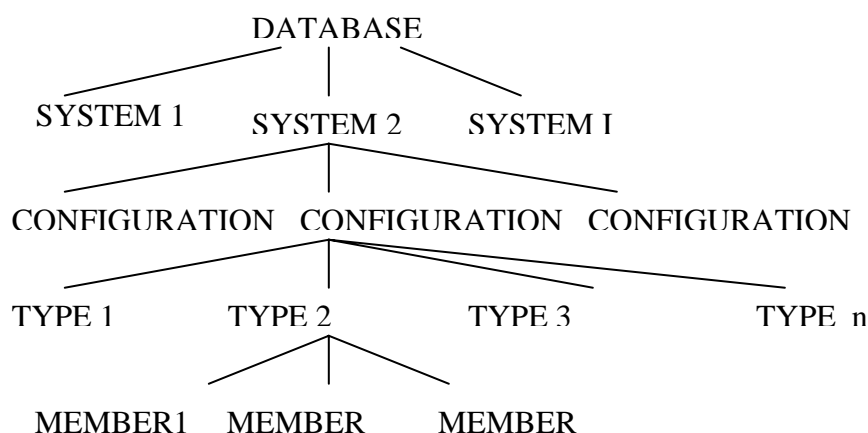 DATABASE
SYSTEM 1 SYSTEM 2 SYSTEM I
CONFIGURATION CONFIGURATION CONFIGURATION
TYPE 1 TYPE 2 TYPE 3 TYPE n
MEMBER1 MEMBER MEMBER